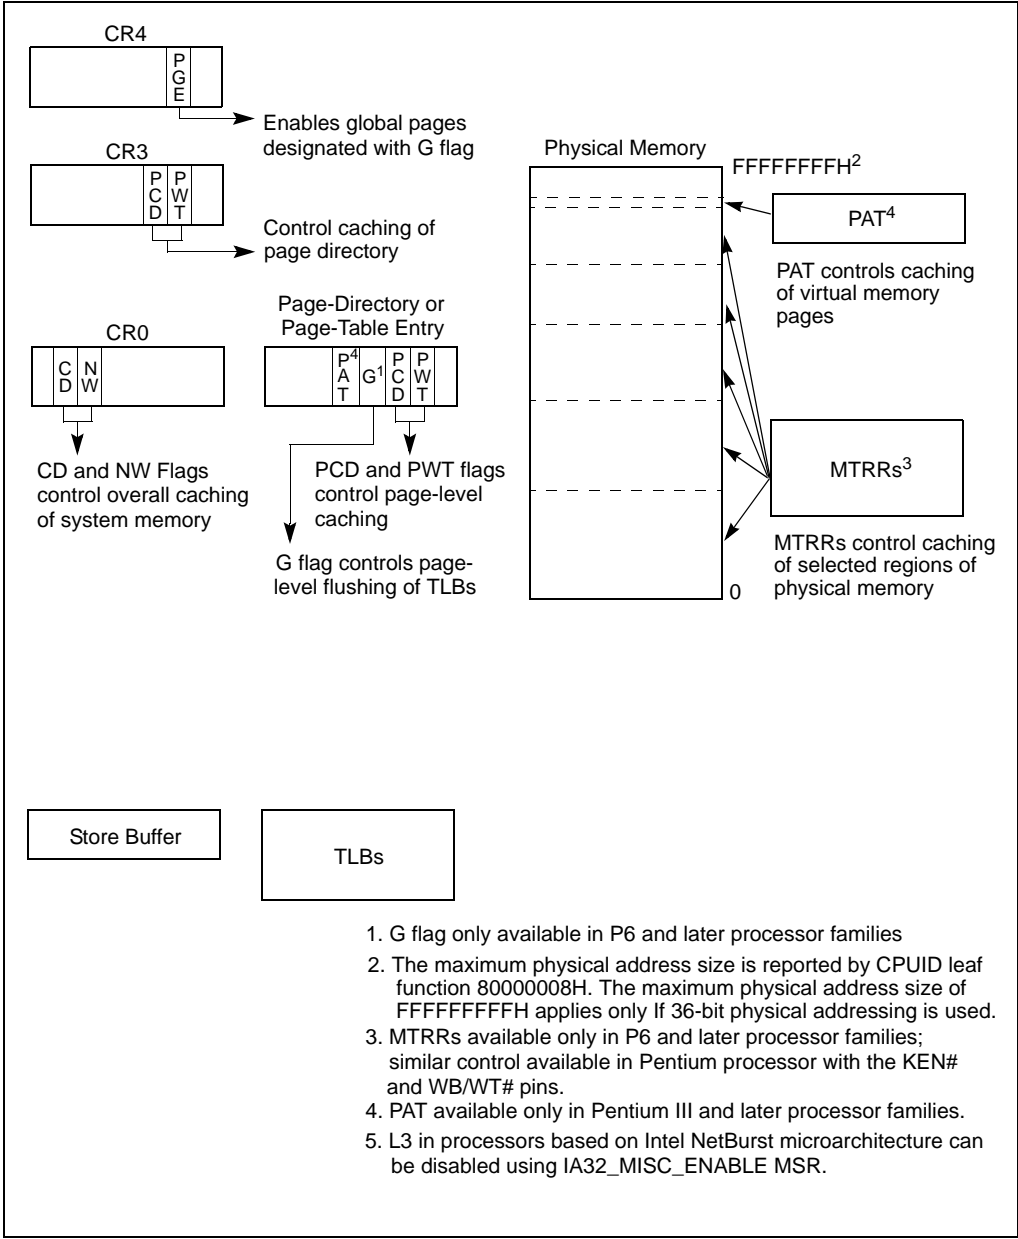 CR4
PGE
Enables global pages
designated with G flag
CR3
PCD
PWT
Control caching of
page directory
CR0
CD
NW
CD and NW Flags
control overall caching
of system memory
Page-Directory or
Page-Table Entry
PAT⁴
G¹
PCD
PWT
PCD and PWT flags
control page-level
caching
G flag controls page-
level flushing of TLBs
Physical Memory
FFFFFFFFH²
0
PAT⁴
PAT controls caching
of virtual memory
pages
MTRRs³
MTRRs control caching
of selected regions of
physical memory
Store Buffer
TLBs
1. G flag only available in P6 and later processor families
2. The maximum physical address size is reported by CPUID leaf
function 80000008H. The maximum physical address size of
FFFFFFFFFH applies only If 36-bit physical addressing is used.
3. MTRRs available only in P6 and later processor families;
similar control available in Pentium processor with the KEN#
and WB/WT# pins.
4. PAT available only in Pentium III and later processor families.
5. L3 in processors based on Intel NetBurst microarchitecture can
be disabled using IA32_MISC_ENABLE MSR.